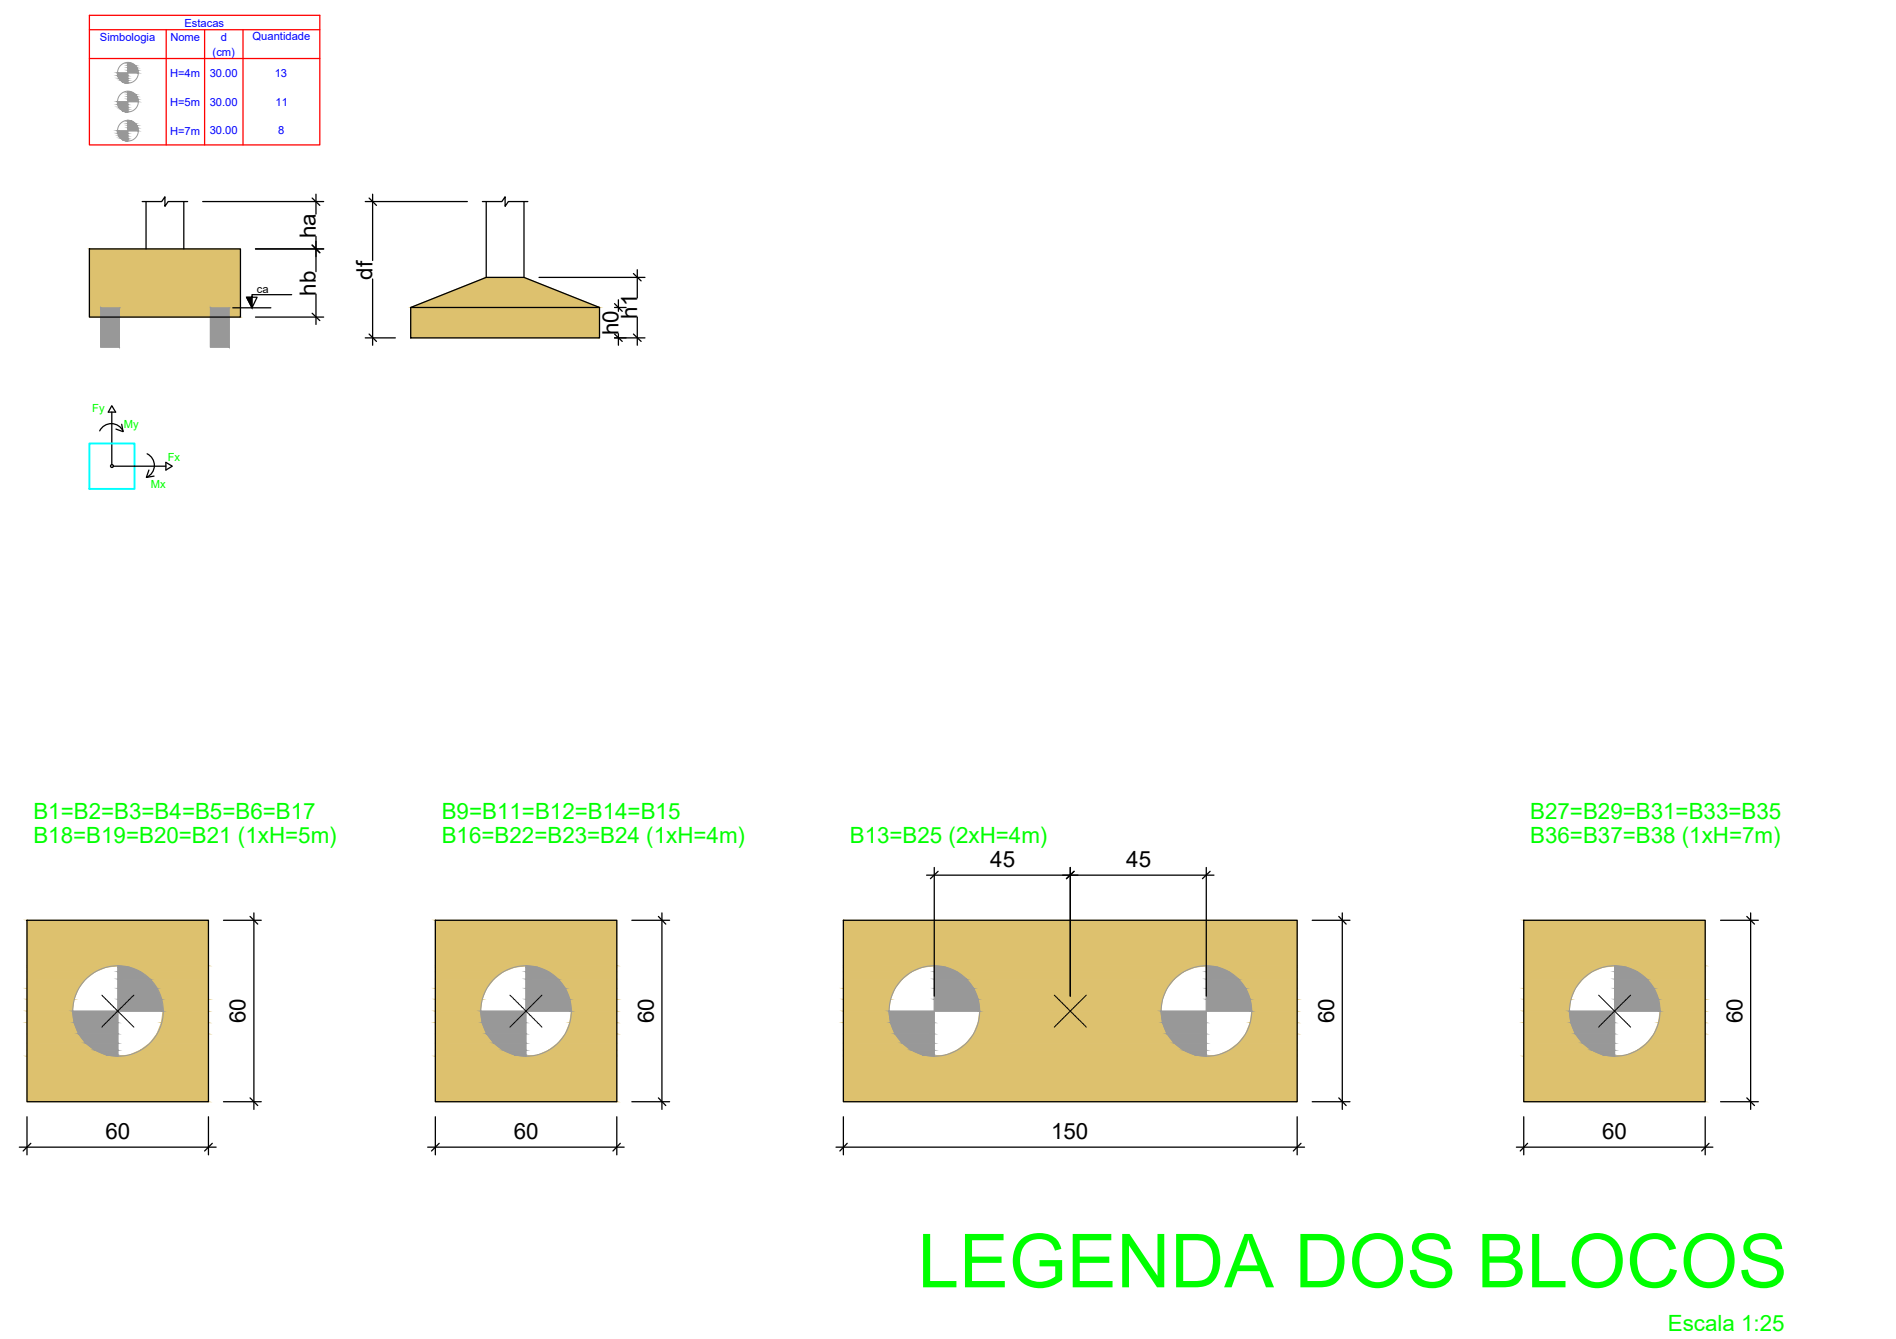 Estacas
Simbologia Nome d (cm) Quantidade
H=4m 30.00 13
H=5m 30.00 11
H=7m 30.00 8
ha
hb
ca
df
h0
h1
Fy
My
Fx
Mx
B1=B2=B3=B4=B5=B6=B17
B18=B19=B20=B21 (1xH=5m)
60
60
B9=B11=B12=B14=B15
B16=B22=B23=B24 (1xH=4m)
60
60
B13=B25 (2xH=4m)
45 45
60
150
B27=B29=B31=B33=B35
B36=B37=B38 (1xH=7m)
60
60
LEGENDA DOS BLOCOS
Escala 1:25